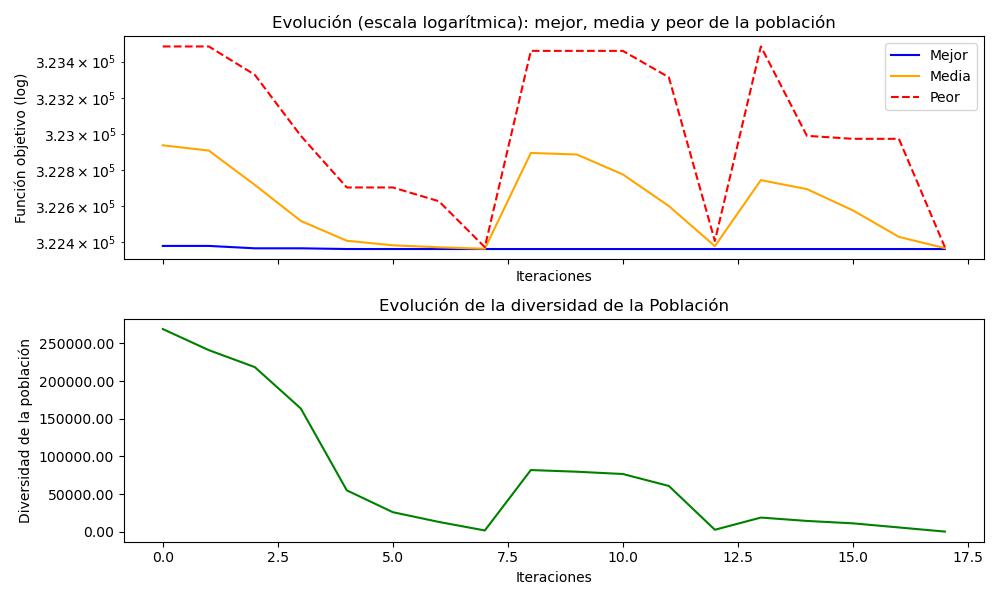 Evolución (escala logarítmica): mejor, media y peor de la población
Función objetivo (log)
3.234 × 10⁵
3.232 × 10⁵
3.23 × 10⁵
3.228 × 10⁵
3.226 × 10⁵
3.224 × 10⁵
Mejor
Media
Peor
Iteraciones
Evolución de la diversidad de la Población
Diversidad de la población
250000.00
200000.00
150000.00
100000.00
50000.00
0.00
0.0 2.5 5.0 7.5 10.0 12.5 15.0 17.5
Iteraciones